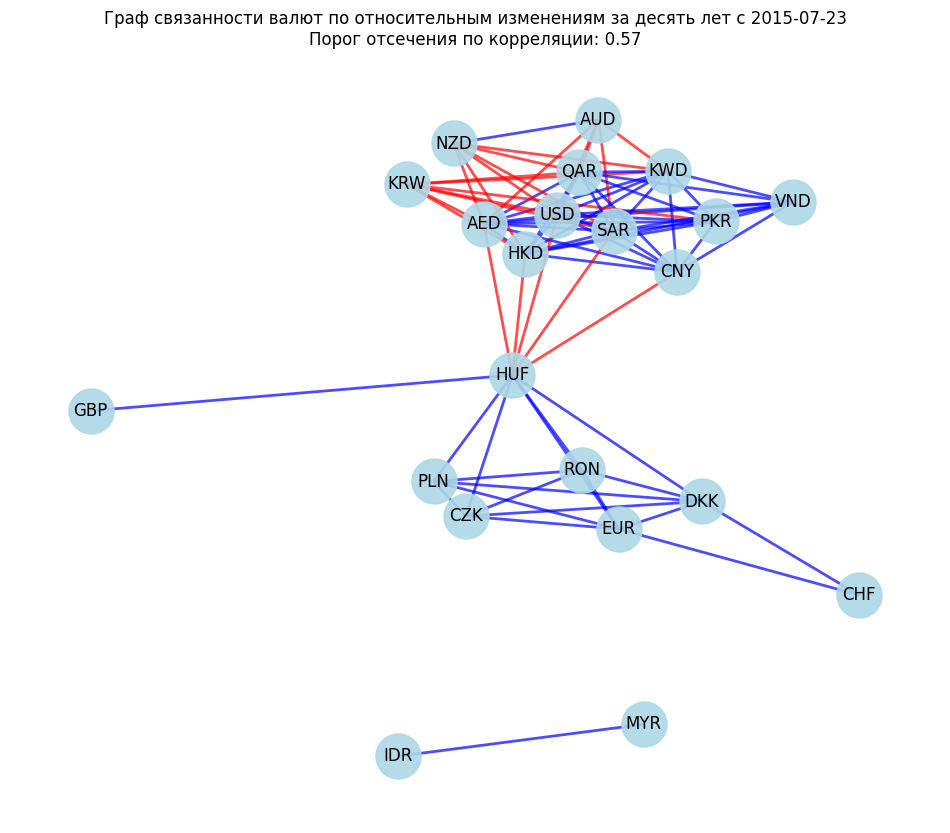 Граф связанности валют по относительным изменениям за десять лет с 2015-07-23
Порог отсечения по корреляции: 0.57
AUD
NZD
QAR
KWD
KRW
VND
USD
PKR
AED
SAR
HKD
CNY
HUF
GBP
RON
PLN
DKK
CZK
EUR
CHF
MYR
IDR